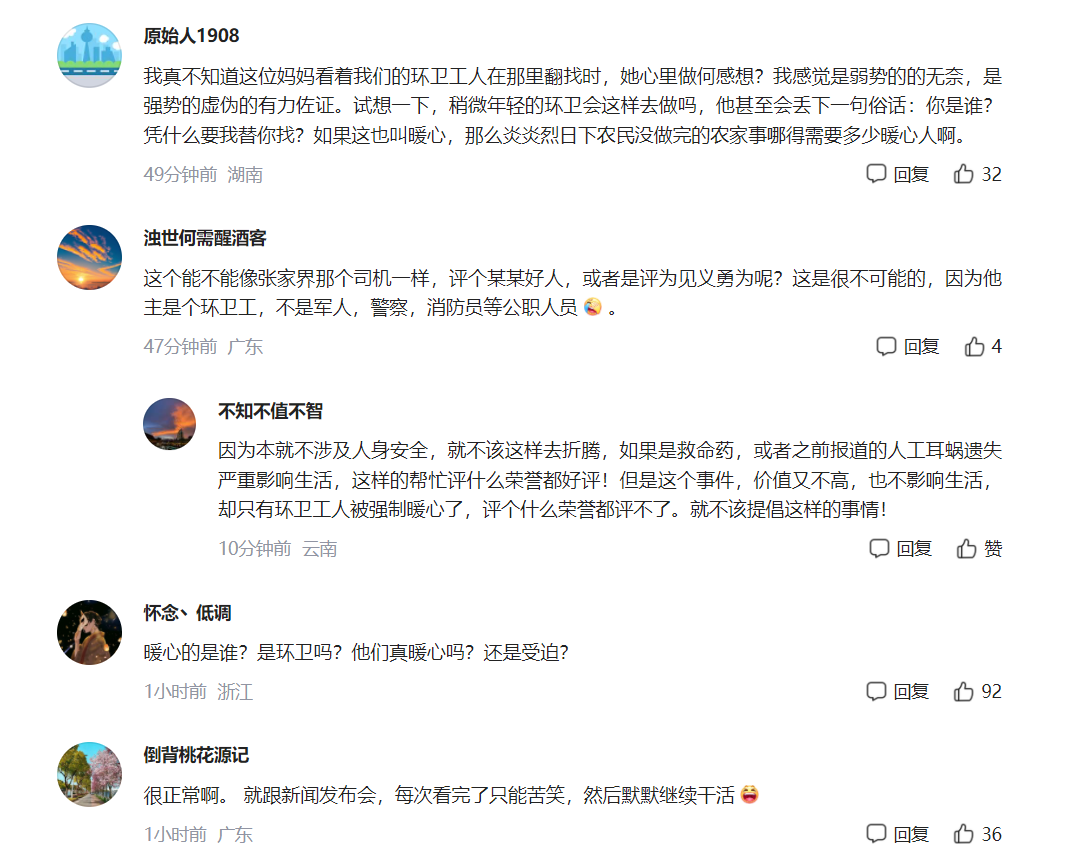 原始人1908
我真不知道这位妈妈看着我们的环卫工人在那里翻找时，她心里做何感想？我感觉是弱势的的无奈，是
强势的虚伪的有力佐证。试想一下，稍微年轻的环卫会这样去做吗，他甚至会丢下一句俗话：你是谁？
凭什么要我替你找？如果这也叫暖心，那么炎炎烈日下农民没做完的农家事哪得需要多少暖心人啊。
49分钟前 湖南
回复 32
浊世何需醒酒客
这个能不能像张家界那个司机一样，评个某某好人，或者是评为见义勇为呢？这是很不可能的，因为他
主是个环卫工，不是军人，警察，消防员等公职人员😪。
47分钟前 广东
回复 4
不知不值不智
因为本就不涉及人身安全，就不该这样去折腾，如果是救命药，或者之前报道的人工耳蜗遗失
严重影响生活，这样的帮忙评什么荣誉都好评！但是这个事件，价值又不高，也不影响生活，
却只有环卫工人被强制暖心了，评个什么荣誉都评不了。就不该提倡这样的事情！
10分钟前 云南
回复 赞
怀念丶低调
暖心的是谁？是环卫吗？他们真暖心吗？还是受迫？
1小时前 浙江
回复 92
倒背桃花源记
很正常啊。 就跟新闻发布会，每次看完了只能苦笑，然后默默继续干活😆
1小时前 广东
回复 36